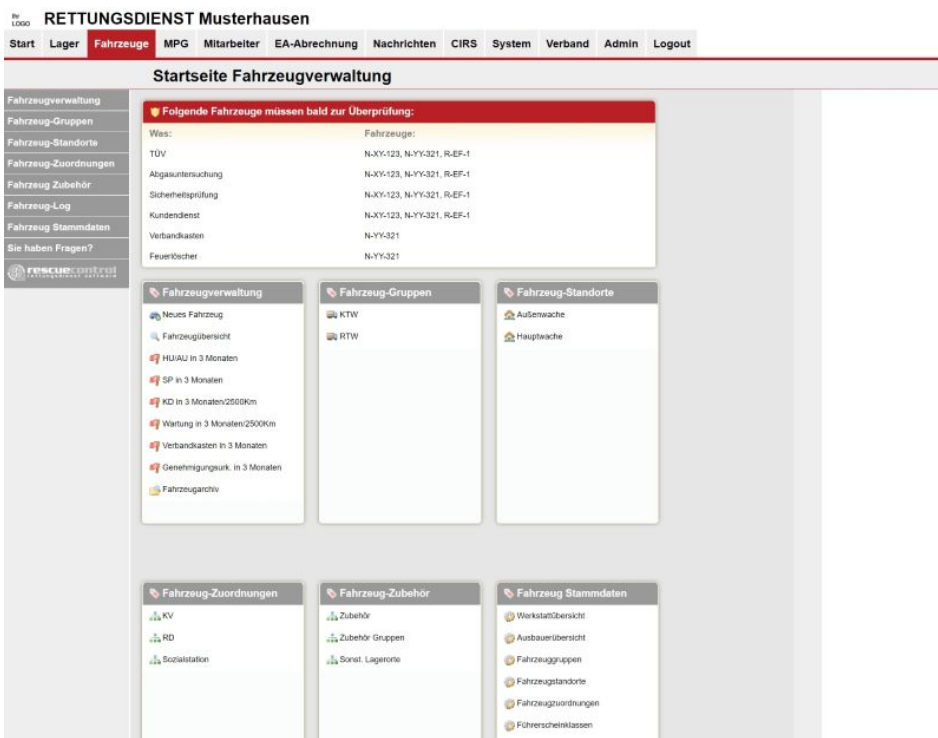 Ihr
LOGO
RETTUNGSDIENST Musterhausen
Start Lager Fahrzeuge MPG Mitarbeiter EA-Abrechnung Nachrichten CIRS System Verband Admin Logout
Startseite Fahrzeugverwaltung
Fahrzeugverwaltung
Fahrzeug-Gruppen
Fahrzeug-Standorte
Fahrzeug-Zuordnungen
Fahrzeug Zubehör
Fahrzeug-Log
Fahrzeug Stammdaten
Sie haben Fragen?
rescuecontrol
rettungsdienst software
Folgende Fahrzeuge müssen bald zur Überprüfung:
Was: Fahrzeuge:
TÜV N-XY-123, N-YY-321, R-EF-1
Abgasuntersuchung N-XY-123, N-YY-321, R-EF-1
Sicherheitsprüfung N-XY-123, N-YY-321, R-EF-1
Kundendienst N-XY-123, N-YY-321, R-EF-1
Verbandkasten N-YY-321
Feuerlöscher N-YY-321
Fahrzeugverwaltung
Neues Fahrzeug
Fahrzeugübersicht
HU/AU in 3 Monaten
SP in 3 Monaten
KD in 3 Monaten/2500Km
Wartung in 3 Monaten/2500Km
Verbandkasten in 3 Monaten
Genehmigungsurk. in 3 Monaten
Fahrzeugarchiv
Fahrzeug-Gruppen
KTW
RTW
Fahrzeug-Standorte
Außenwache
Hauptwache
Fahrzeug-Zuordnungen
KV
RD
Sozialstation
Fahrzeug-Zubehör
Zubehör
Zubehör Gruppen
Sonst. Lagerorte
Fahrzeug Stammdaten
Werkstattübersicht
Ausbauerübersicht
Fahrzeuggruppen
Fahrzeugstandorte
Fahrzeugzuordnungen
Führerscheinklassen